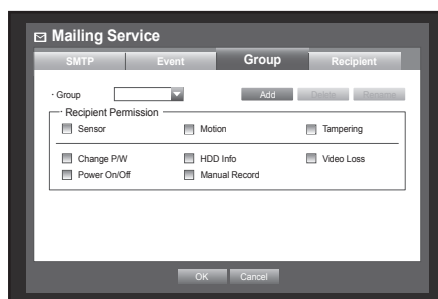 Mailing Service
SMTP Event Group Recipient
· Group Add Delete Rename
· Recipient Permission
Sensor Motion Tampering
Change P/W HDD Info Video Loss
Power On/Off Manual Record
OK Cancel